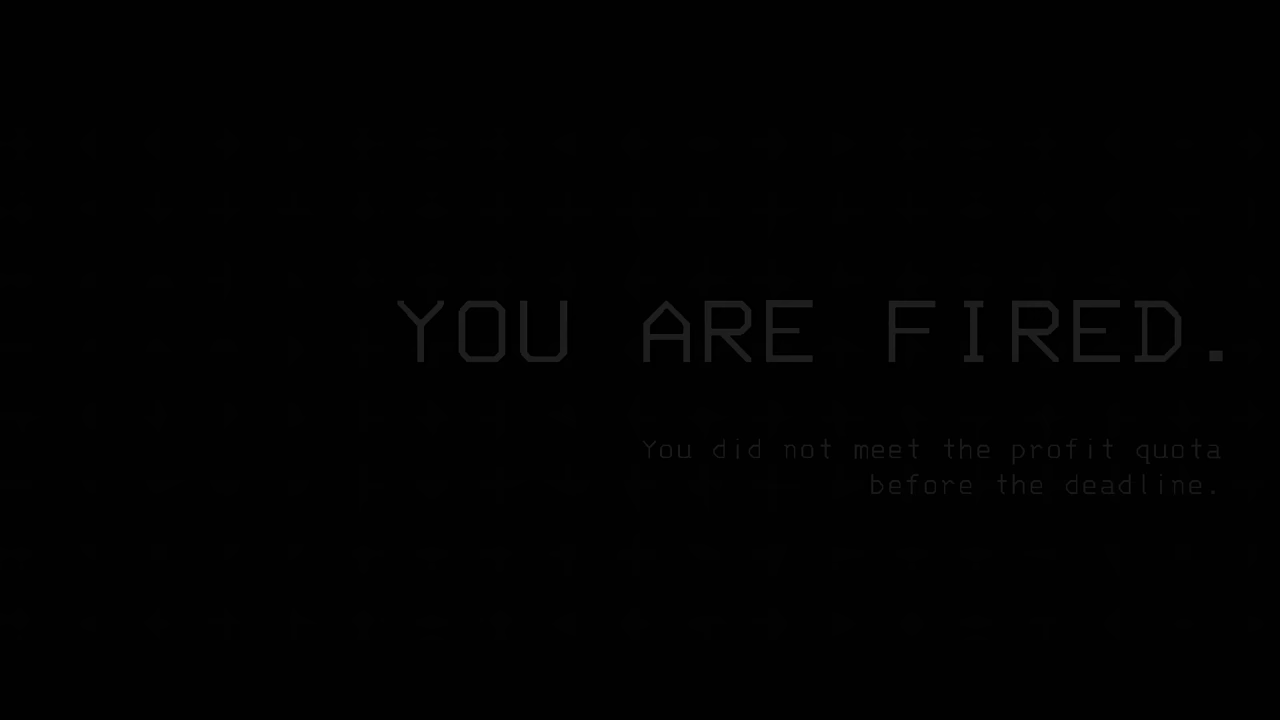 YOU ARE FIRED.
You did not meet the profit quota
before the deadline.